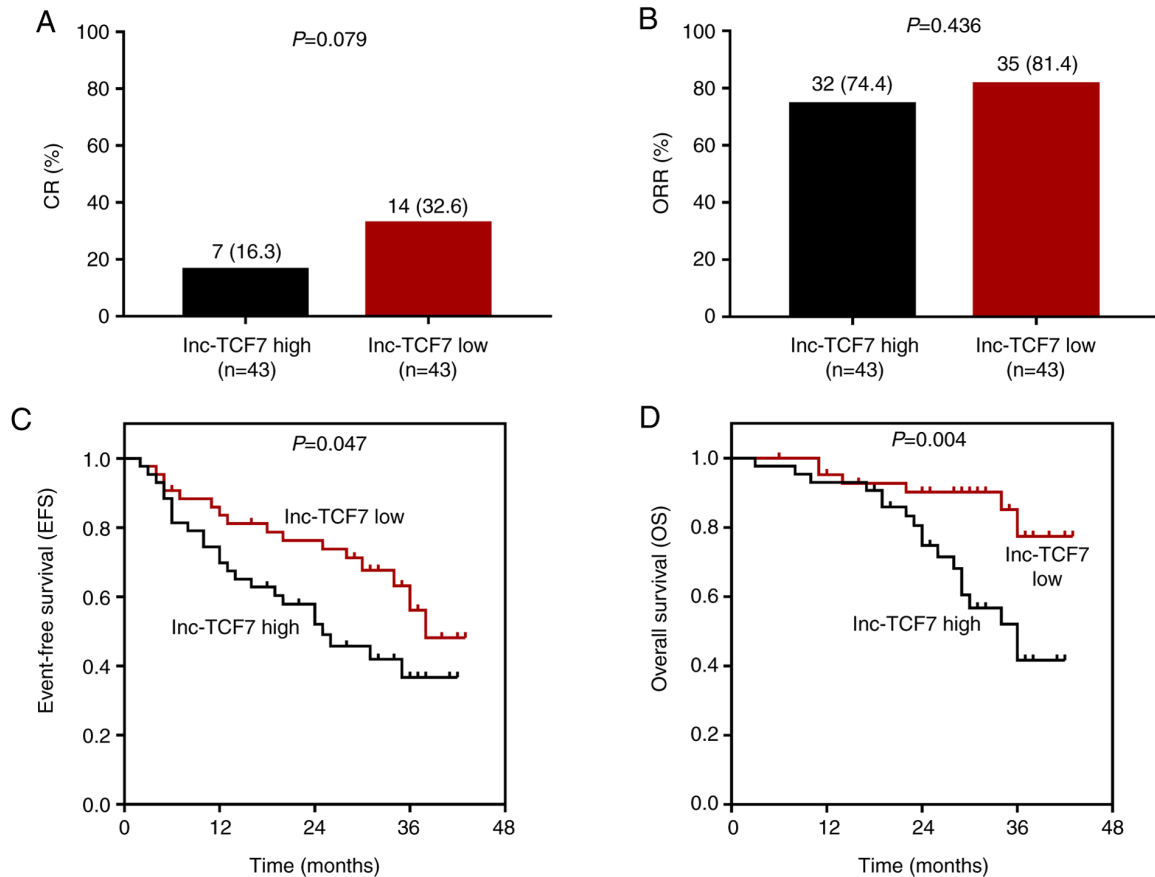 A
P=0.079
100
80
60
40
20
0
CR (%)
7 (16.3)
14 (32.6)
lnc-TCF7 high
(n=43)
lnc-TCF7 low
(n=43)
B
P=0.436
100
80
60
40
20
0
ORR (%)
32 (74.4)
35 (81.4)
lnc-TCF7 high
(n=43)
lnc-TCF7 low
(n=43)
C
P=0.047
1.0
0.8
0.6
0.4
0.2
0.0
Event-free survival (EFS)
lnc-TCF7 low
lnc-TCF7 high
0 12 24 36 48
Time (months)
D
P=0.004
1.0
0.8
0.6
0.4
0.2
0.0
Overall survival (OS)
lnc-TCF7
low
lnc-TCF7 high
0 12 24 36 48
Time (months)